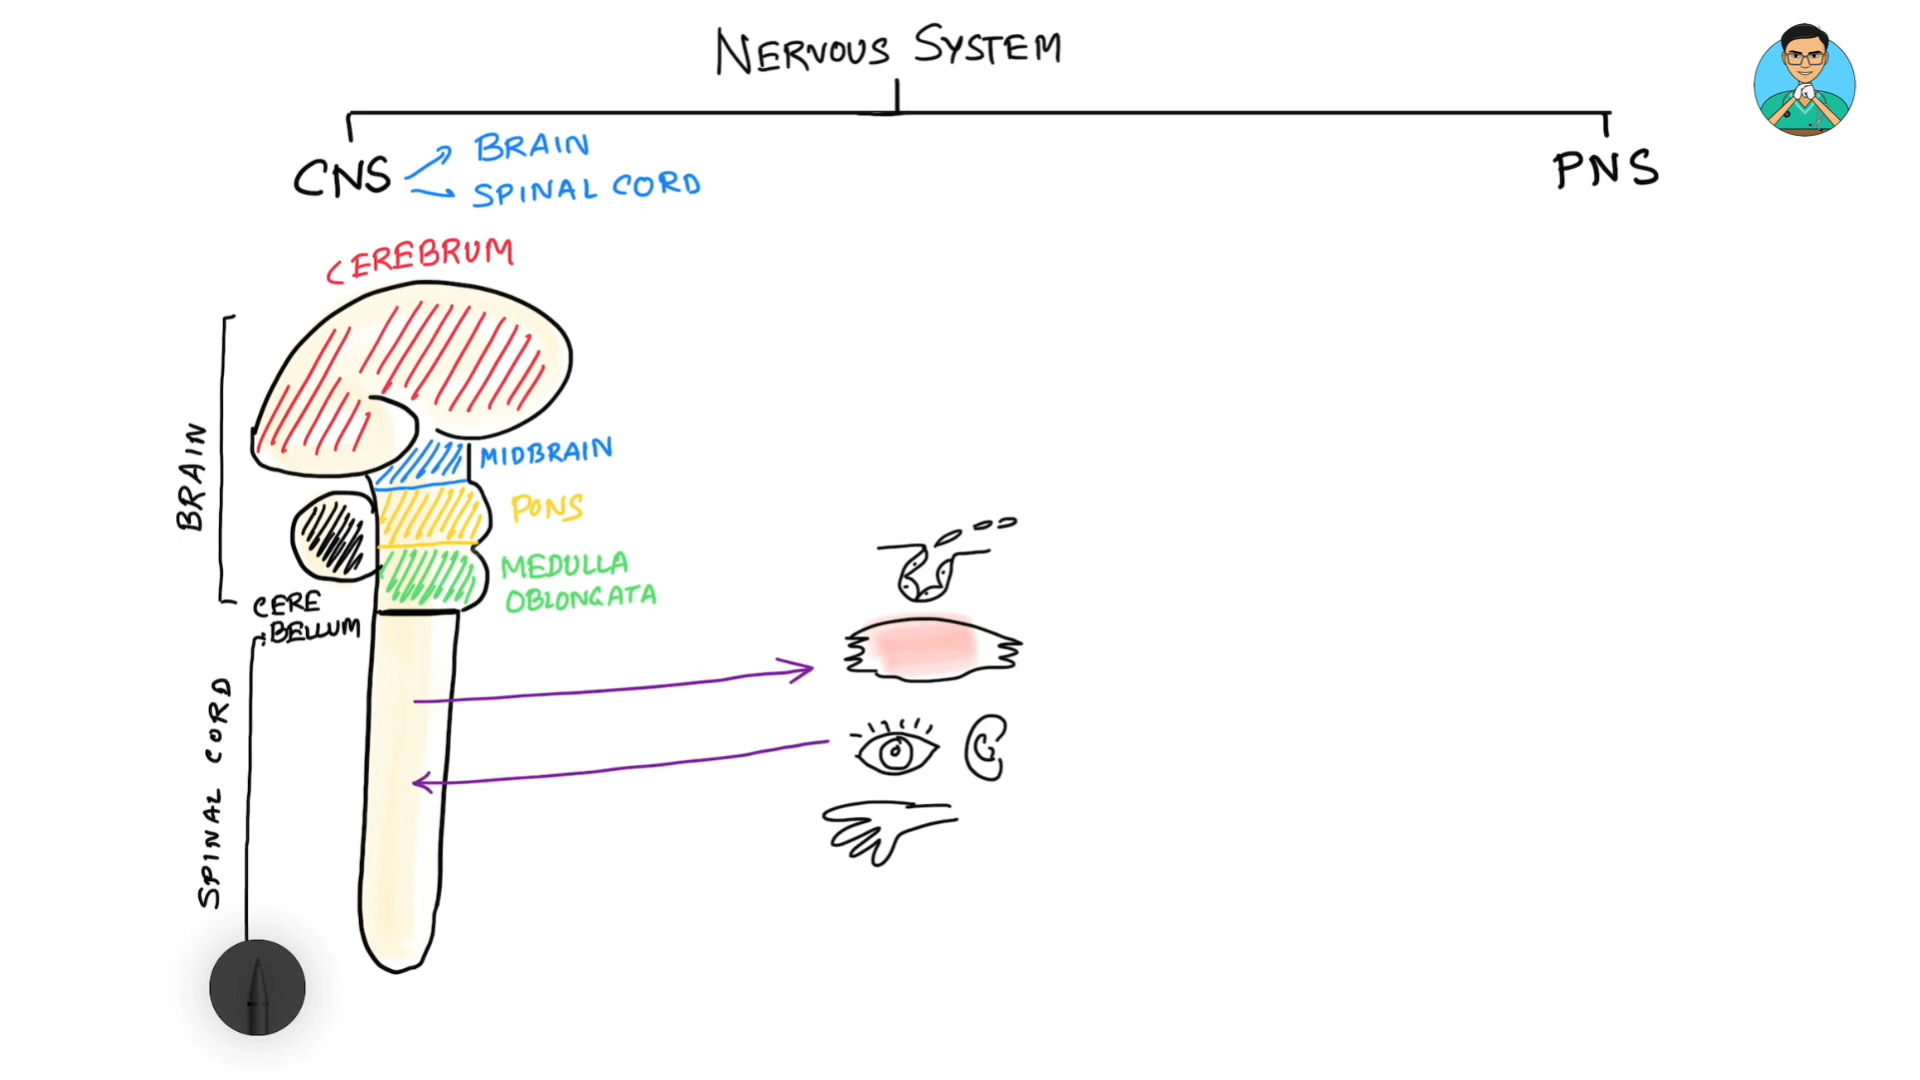 NERVOUS SYSTEM
CNS
BRAIN
SPINAL CORD
PNS
CEREBRUM
BRAIN
MIDBRAIN
PONS
MEDULLA
OBLONGATA
CERE
BELLUM
SPINAL CORD